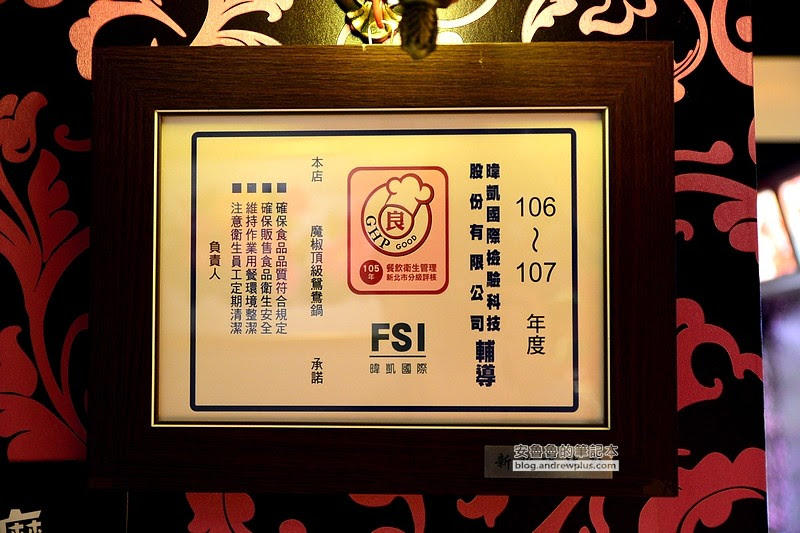 106
~
107
年度
暐凱國際檢驗科技
股份有限公司
輔導
良
GHP GOOD
105年
餐飲衛生管理
新北市分級評核
FSI
暐凱國際
本店 魔椒頂級鴛鴦鍋 承諾
■確保食品品質符合規定
■確保販售食品衛生安全
■維持作業用餐環境整潔
■注意衛生員工定期清潔
負責人
新
安魯魯的筆記本
blog.andrewplus.com
麻